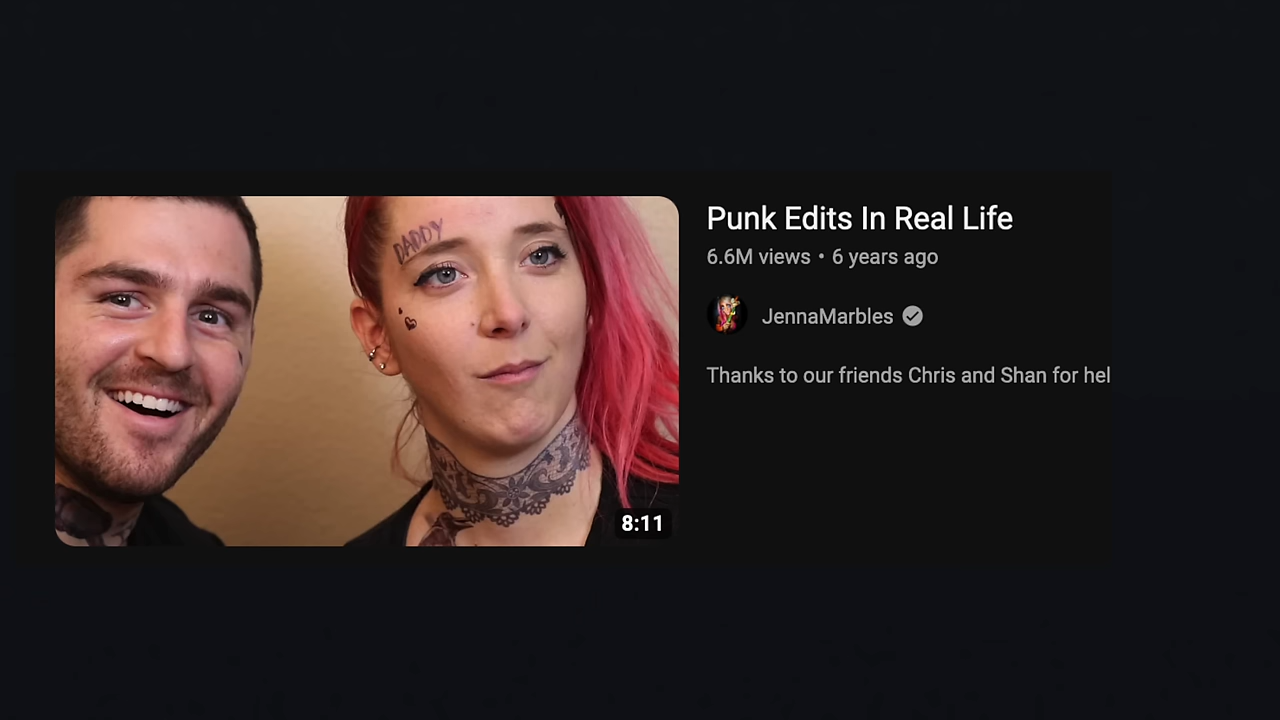 DADDY
8:11
Punk Edits In Real Life
6.6M views • 6 years ago
JennaMarbles
Thanks to our friends Chris and Shan for hel